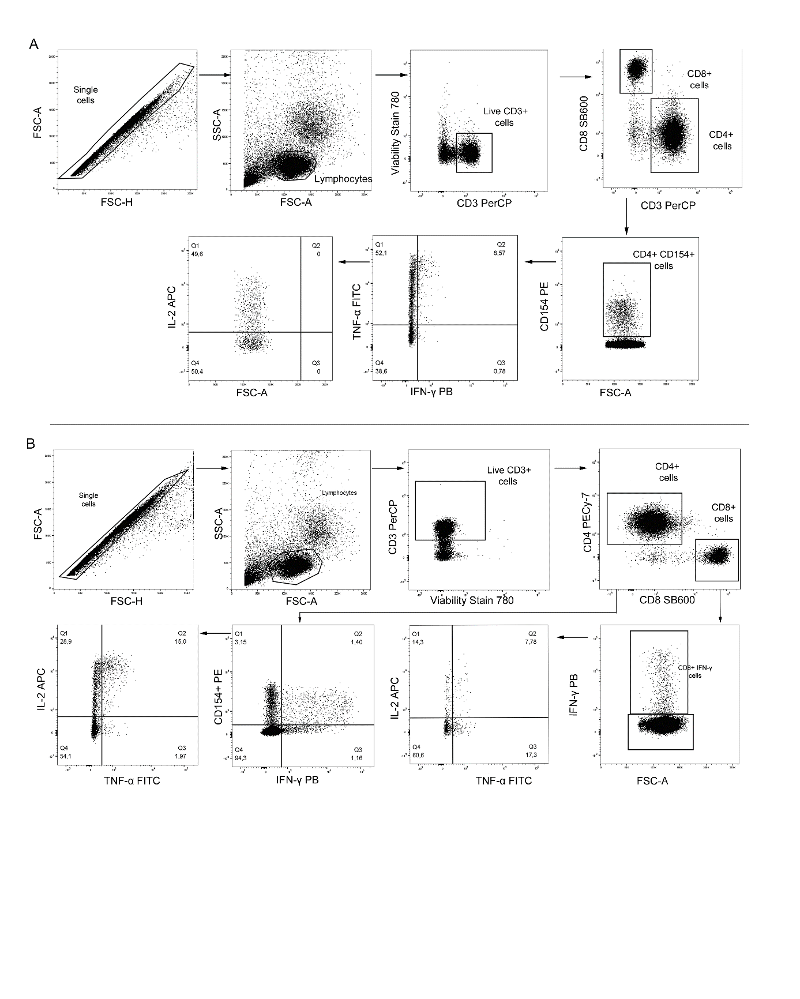 A
Single
cells
FSC-A
FSC-H
SSC-A
Lymphocytes
FSC-A
Viability Stain 780
Live CD3+
cells
CD3 PerCP
CD8 SB600
CD8+
cells
CD4+
cells
CD3 PerCP
Q1
49,6
Q2
0
IL-2 APC
Q4
50,4
Q3
0
FSC-A
Q1
52,1
Q2
8,57
TNF-α FITC
Q4
38,6
Q3
0,78
IFN-γ PB
CD4+ CD154+
cells
CD154 PE
FSC-A
B
Single
cells
FSC-A
FSC-H
SSC-A
Lymphocytes
FSC-A
CD3 PerCP
Live CD3+
cells
Viability Stain 780
CD4 PECy-7
CD4+
cells
CD8+
cells
CD8 SB600
Q1
28,9
Q2
15,0
IL-2 APC
Q4
54,1
Q3
1,97
TNF-α FITC
Q1
3,15
Q2
1,40
CD154+ PE
Q4
94,3
Q3
1,16
IFN-γ PB
Q1
14,3
Q2
7,78
IL-2 APC
Q4
60,6
Q3
17,3
TNF-α FITC
IFN-γ PB
CD8+ IFN-γ
cells
FSC-A